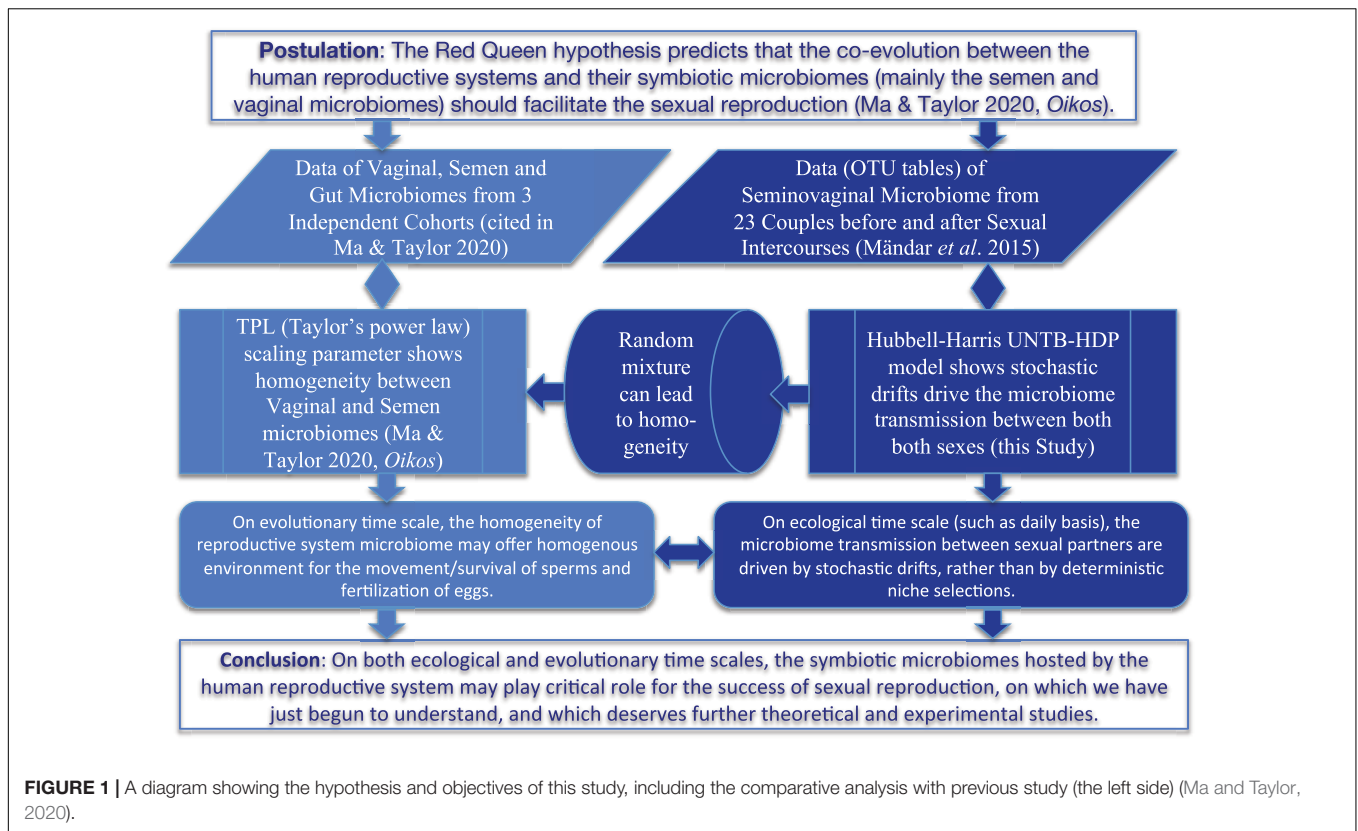 Postulation: The Red Queen hypothesis predicts that the co-evolution between the
human reproductive systems and their symbiotic microbiomes (mainly the semen and
vaginal microbiomes) should facilitate the sexual reproduction (Ma & Taylor 2020, Oikos).
Data of Vaginal, Semen and
Gut Microbiomes from 3
Independent Cohorts (cited in
Ma & Taylor 2020)
Data (OTU tables) of
Seminovaginal Microbiome from
23 Couples before and after Sexual
Intercourses (Mändar et al. 2015)
TPL (Taylor's power law)
scaling parameter shows
homogeneity between
Vaginal and Semen
microbiomes (Ma &
Taylor 2020, Oikos)
Random
mixture
can lead
to homo-
geneity
Hubbell-Harris UNTB-HDP
model shows stochastic
drifts drive the microbiome
transmission between both
both sexes (this Study)
On evolutionary time scale, the homogeneity of
reproductive system microbiome may offer homogenous
environment for the movement/survival of sperms and
fertilization of eggs.
On ecological time scale (such as daily basis), the
microbiome transmission between sexual partners are
driven by stochastic drifts, rather than by deterministic
niche selections.
Conclusion: On both ecological and evolutionary time scales, the symbiotic microbiomes hosted by the
human reproductive system may play critical role for the success of sexual reproduction, on which we have
just begun to understand, and which deserves further theoretical and experimental studies.
FIGURE 1 | A diagram showing the hypothesis and objectives of this study, including the comparative analysis with previous study (the left side) (Ma and Taylor,
2020).